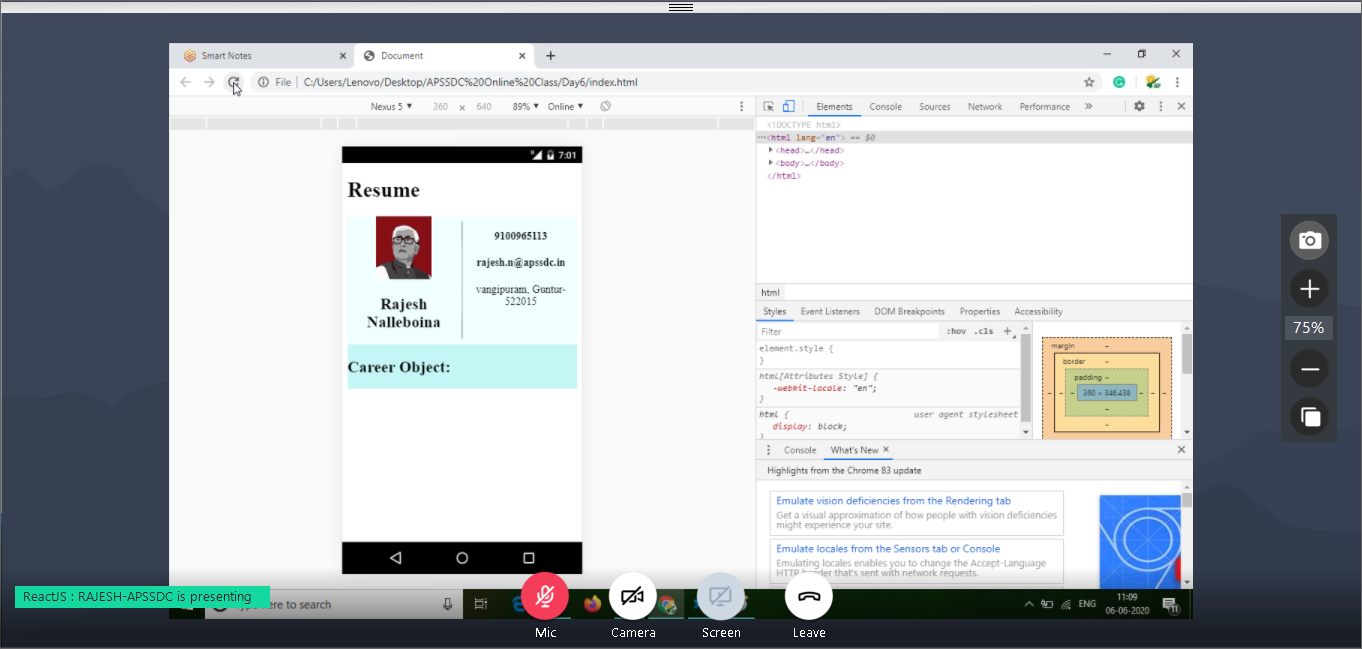 Smart Notes
Document
File
C:/Users/Lenovo/Desktop/APSSDC%20Online%20Class/Day6/index.html
Nexus 5 ▼ 360 x 640 89% ▼ Online ▼
Elements Console Sources Network Performance »
<!DOCTYPE html>
⋯<html lang="en"> == $0
<head>…</head>
<body>…</body>
</html>
7:01
Resume
Rajesh
Nalleboina
9100965113
rajesh.n@apssdc.in
vangipuram, Guntur-
522015
Career Object:
html
Styles Event Listeners DOM Breakpoints Properties Accessibility
Filter :hov .cls +
element.style {
}
html[Attributes Style] {
-webkit-locale: "en";
}
html { user agent stylesheet
display: block;
}
margin -
border -
padding -
- - - 360 × 346.438 - - -
-
-
Console What's New ×
Highlights from the Chrome 83 update
Emulate vision deficiencies from the Rendering tab
Get a visual approximation of how people with vision deficiencies
might experience your site.
Emulate locales from the Sensors tab or Console
Emulating locales enables you to change the Accept-Language
HTTP header that's sent with network requests.
75%
ReactJS : RAJESH-APSSDC is presenting
here to search
ENG
11:09
06-06-2020
11
Mic Camera Screen Leave